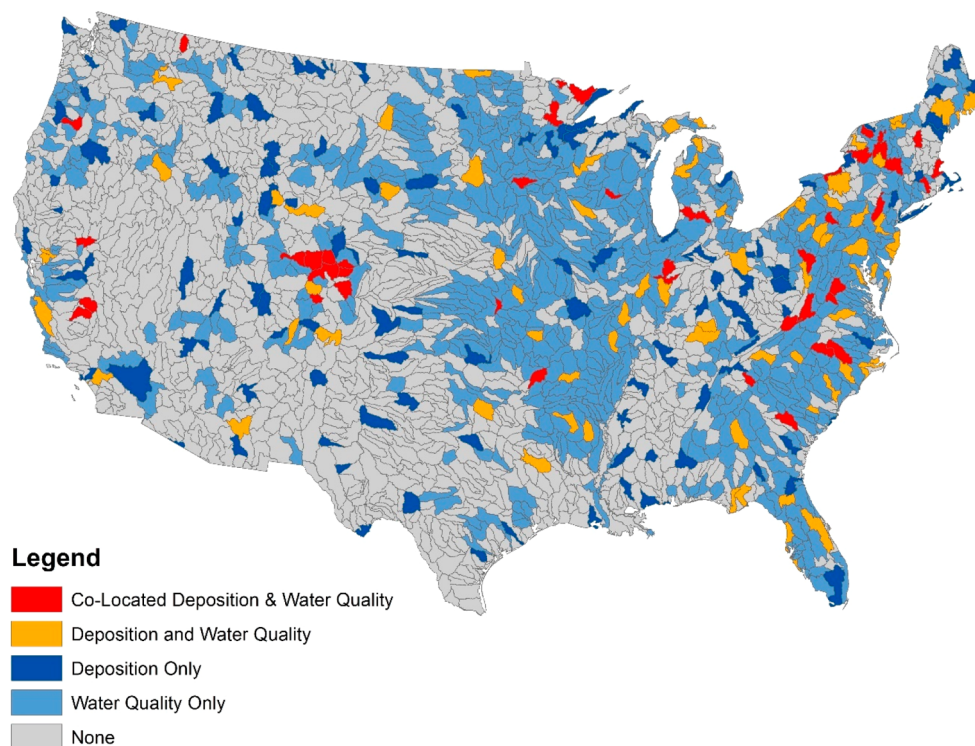 Legend
Co-Located Deposition & Water Quality
Deposition and Water Quality
Deposition Only
Water Quality Only
None